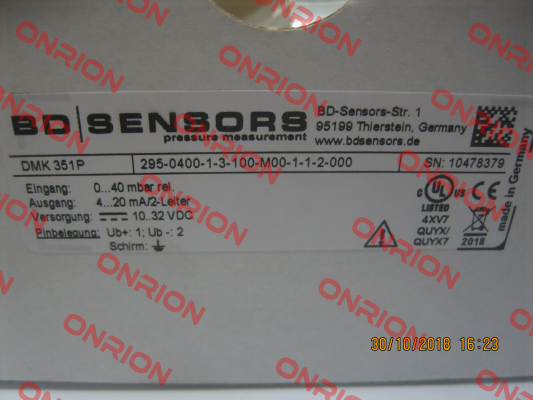 BD SENSORS
pressure measurement
BD-Sensors-Str. 1
95199 Thierstein, Germany
www.bdsensors.de
DMK 351P
295-0400-1-3-100-M00-1-1-2-000
SN: 10478379
Eingang: 0...40 mbar rel.
Ausgang: 4...20 mA/2-Leiter
Versorgung: 10..32 VDC
Pinbelegung: Ub+: 1; Ub -: 2
Schirm:
C UL US
LISTED
4XV7
QUYX/
QUYX7
2018
made in Germany
ONRION
ONRION
ONRION
ONRION
ONRION
ONRION
ONRION
ONRION
ONRION
ONRION
30/10/2018 16:23